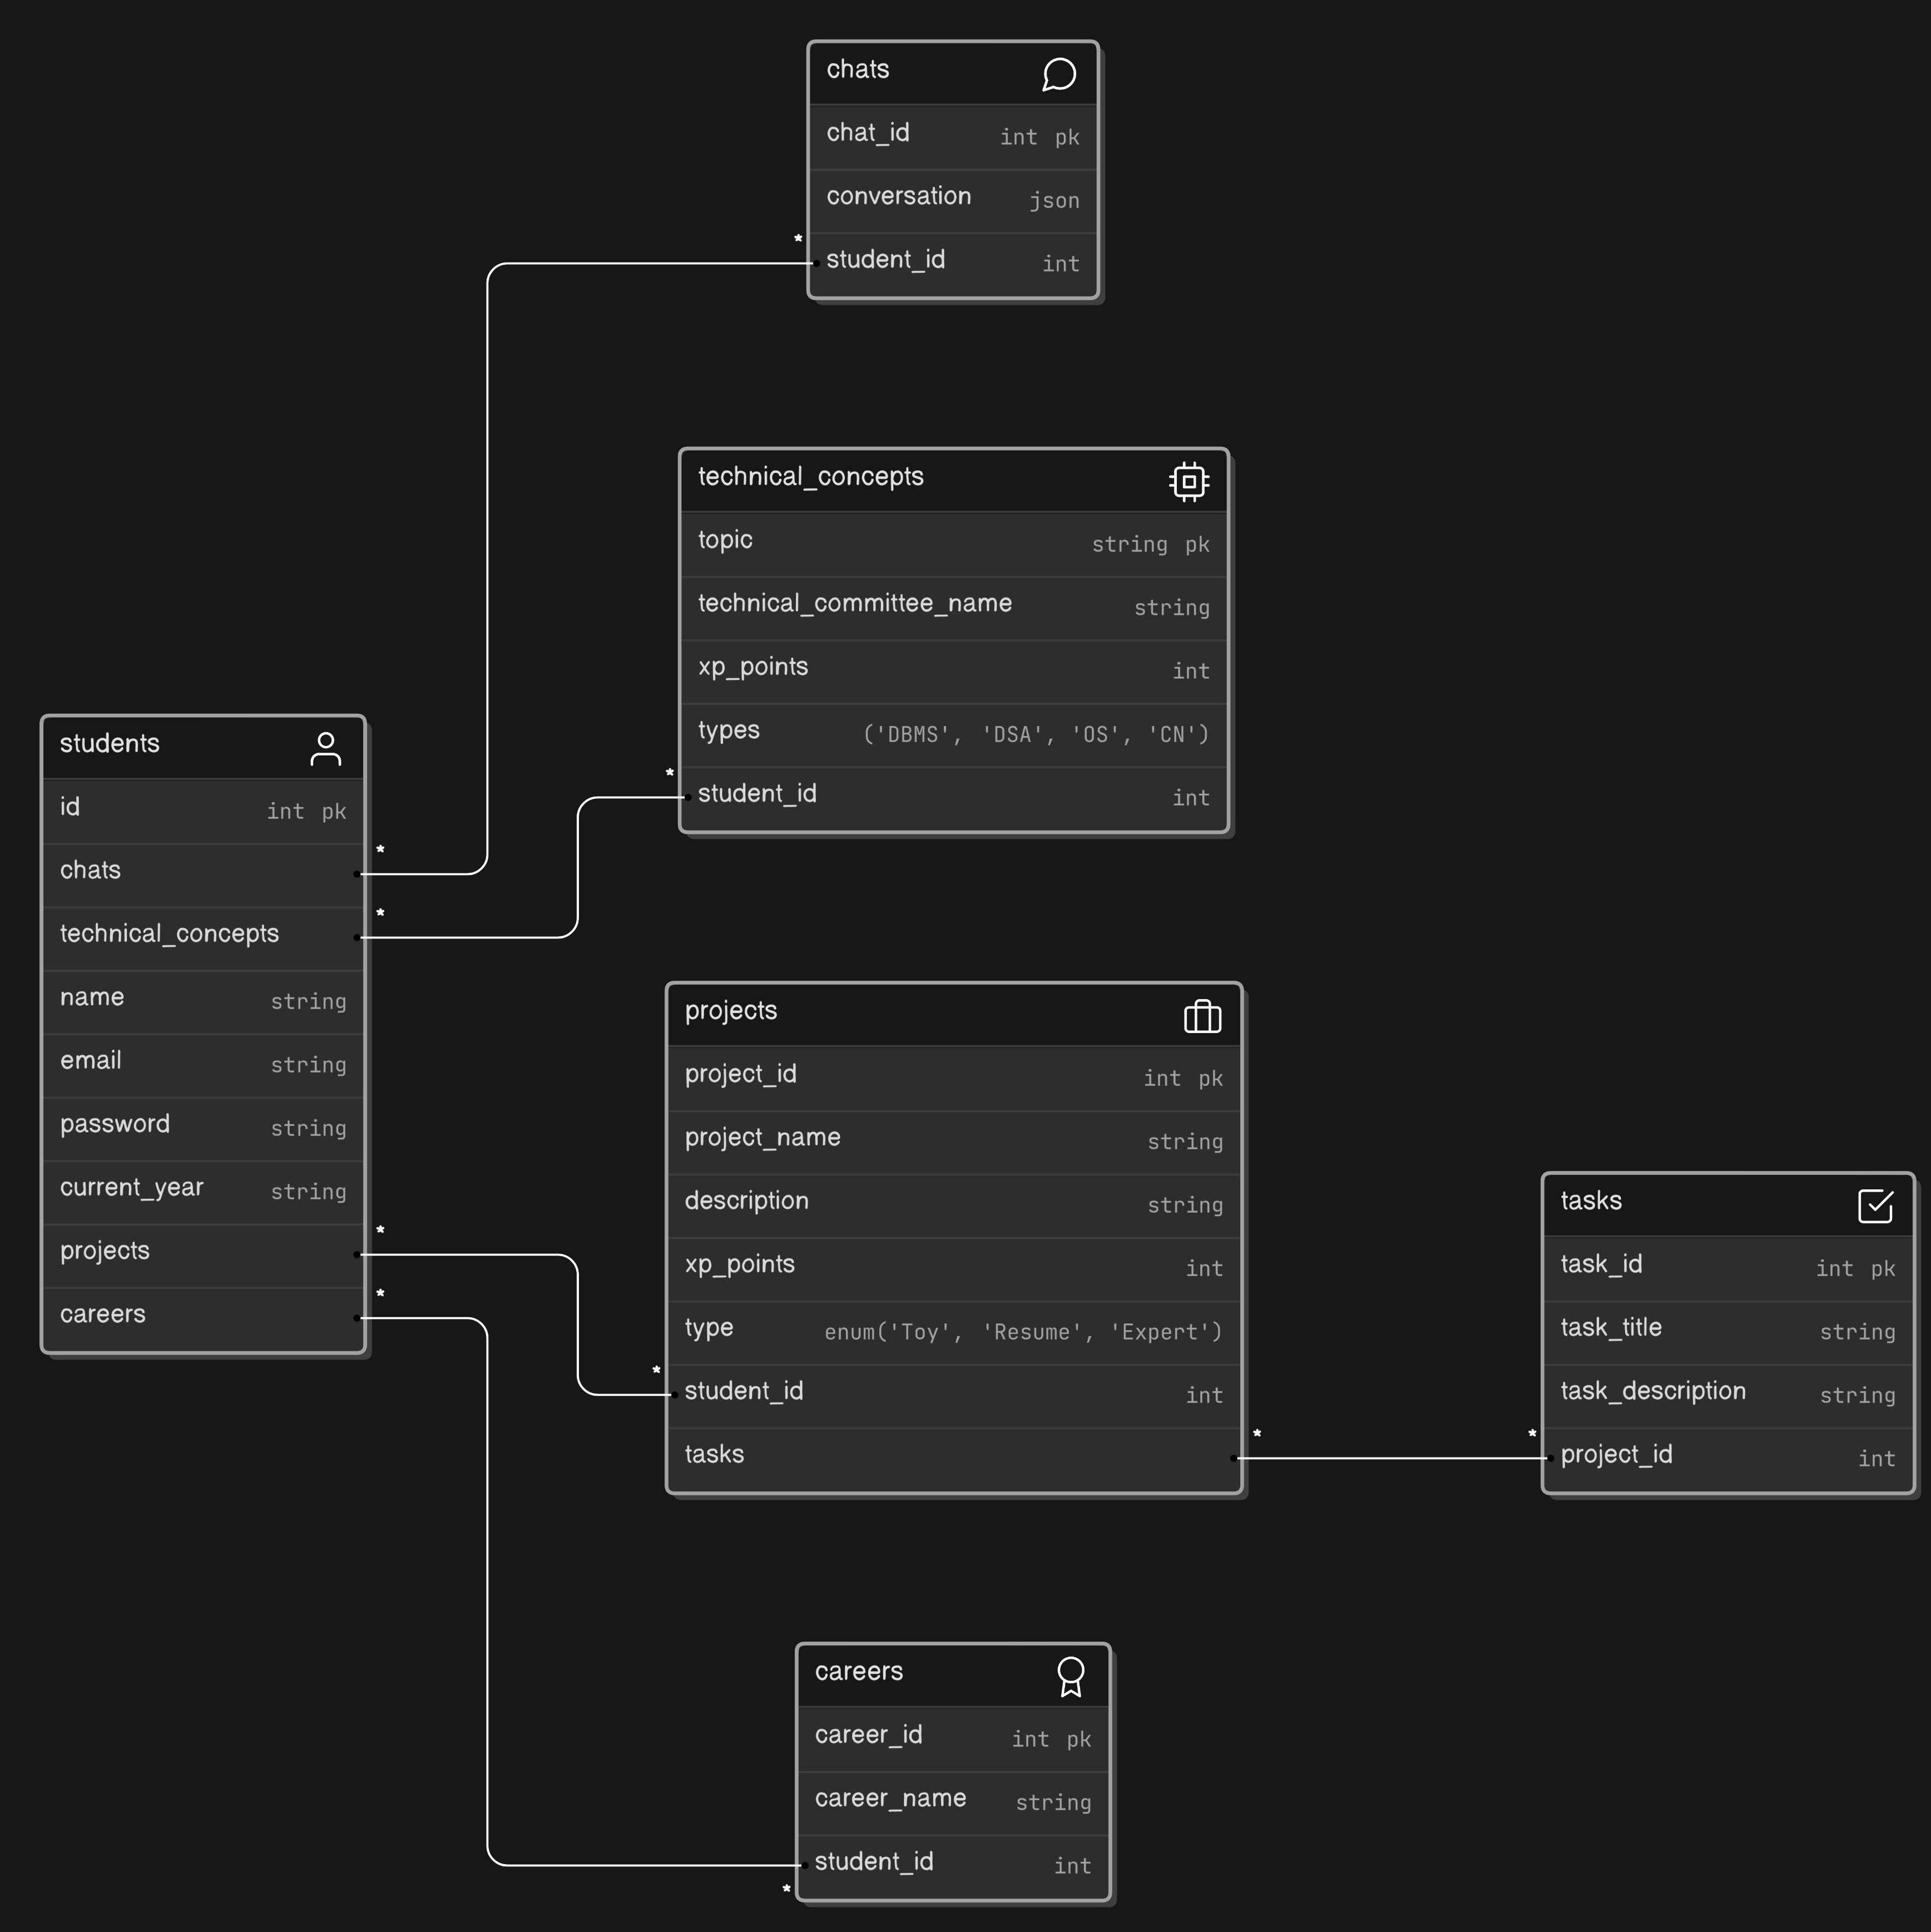 chats
chat_id int pk
conversation json
*
student_id int
technical_concepts
topic string pk
technical_committee_name string
xp_points int
types ('DBMS', 'DSA', 'OS', 'CN')
*
student_id int
students
id int pk
*
chats
*
technical_concepts
name string
email string
password string
current_year string
*
projects
*
careers
projects
project_id int pk
project_name string
description string
xp_points int
type enum('Toy', 'Resume', 'Expert')
*
student_id int
*
tasks
tasks
task_id int pk
task_title string
task_description string
*
project_id int
careers
career_id int pk
career_name string
student_id int
*